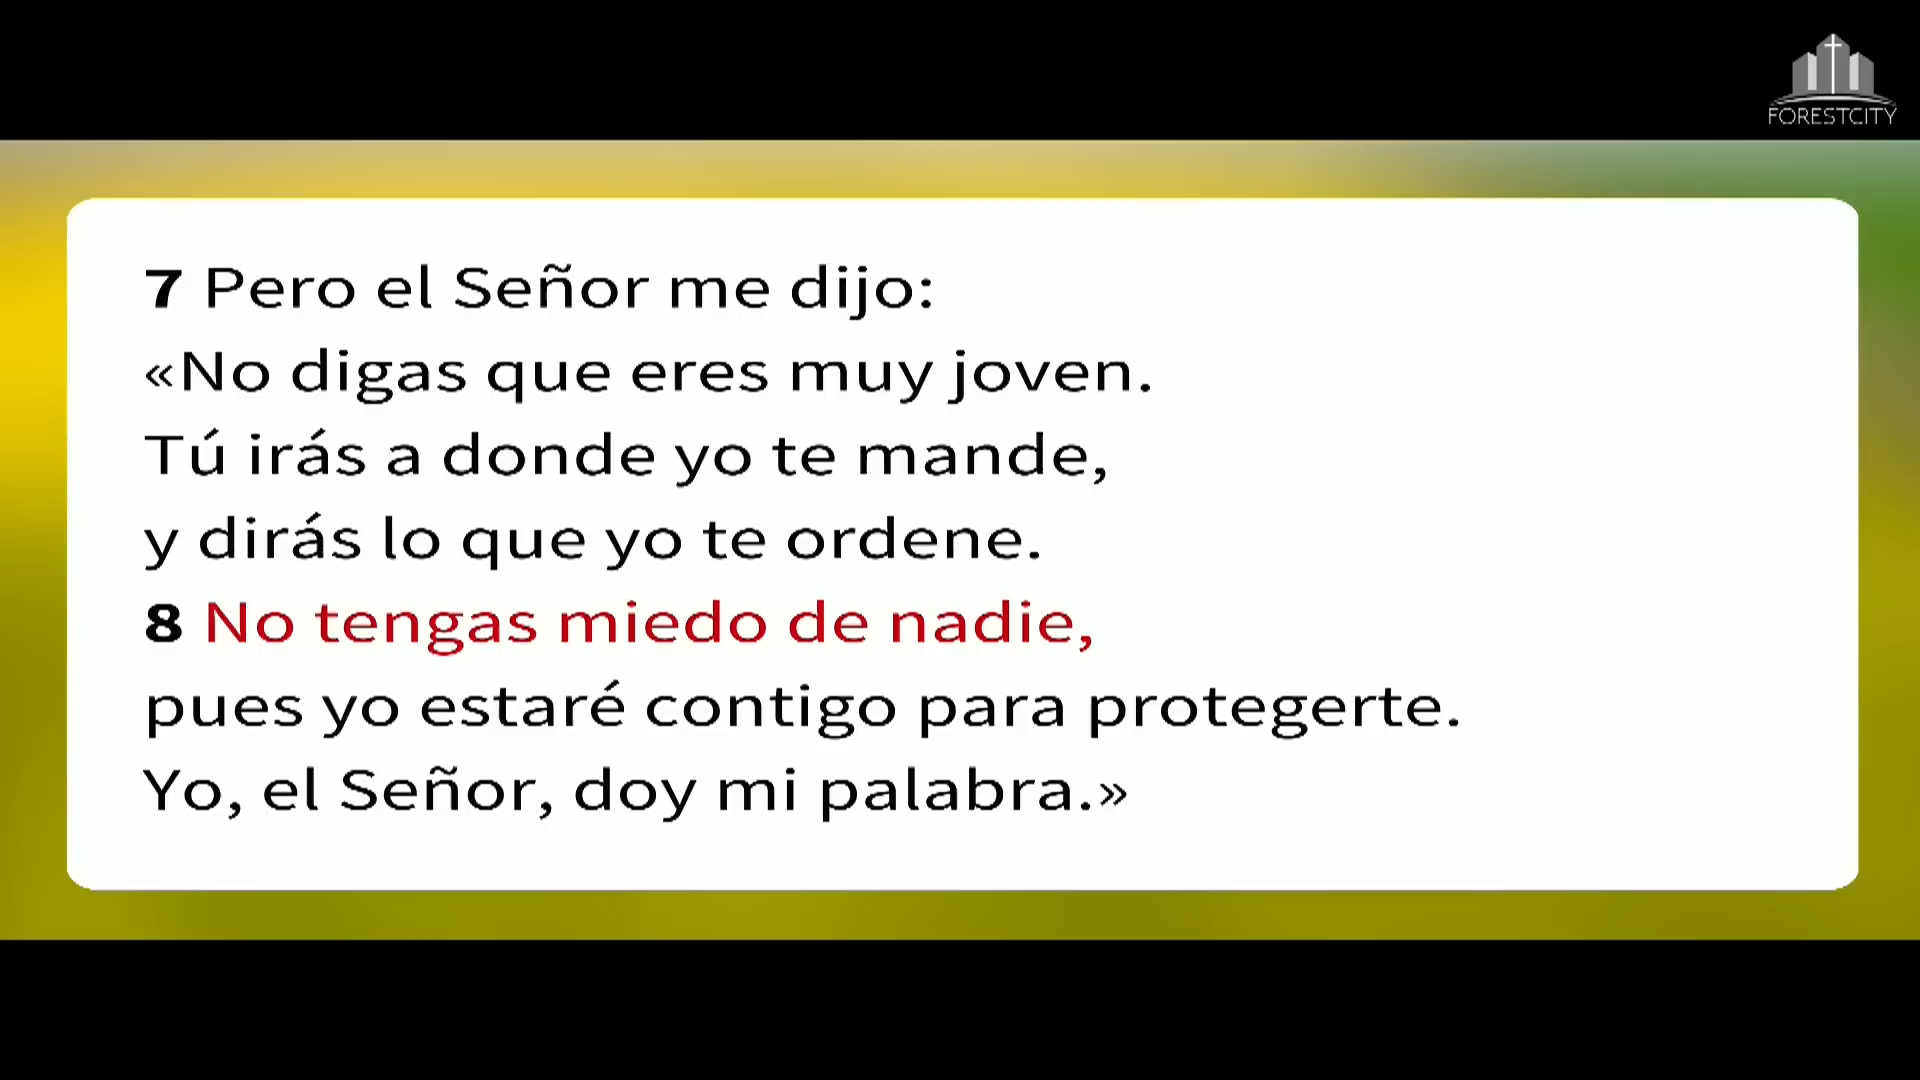 FORESTCITY
7 Pero el Señor me dijo:
«No digas que eres muy joven.
Tú irás a donde yo te mande,
y dirás lo que yo te ordene.
8 No tengas miedo de nadie,
pues yo estaré contigo para protegerte.
Yo, el Señor, doy mi palabra.»